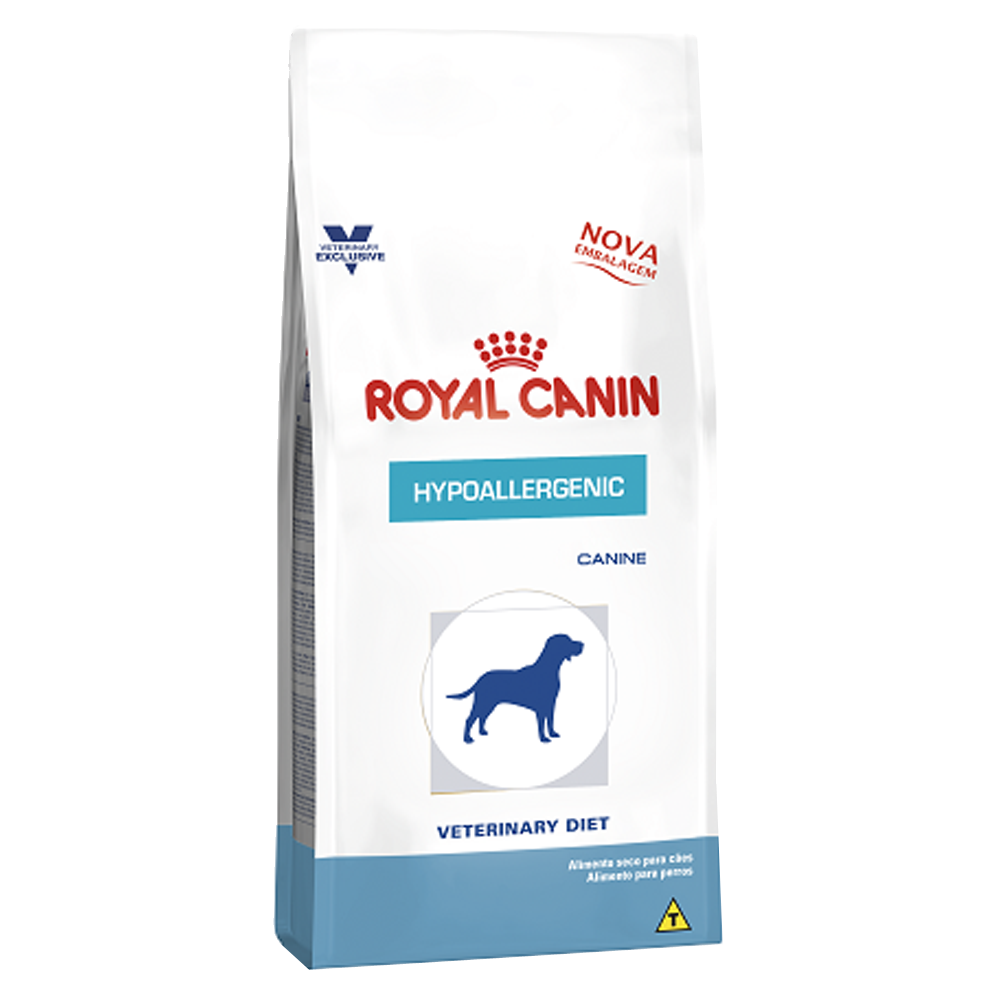 VETERINARY
EXCLUSIVE
NOVA
EMBALAGEM
ROYAL CANIN
HYPOALLERGENIC
CANINE
VETERINARY DIET
Alimento seco para cães
Alimento para perros
T